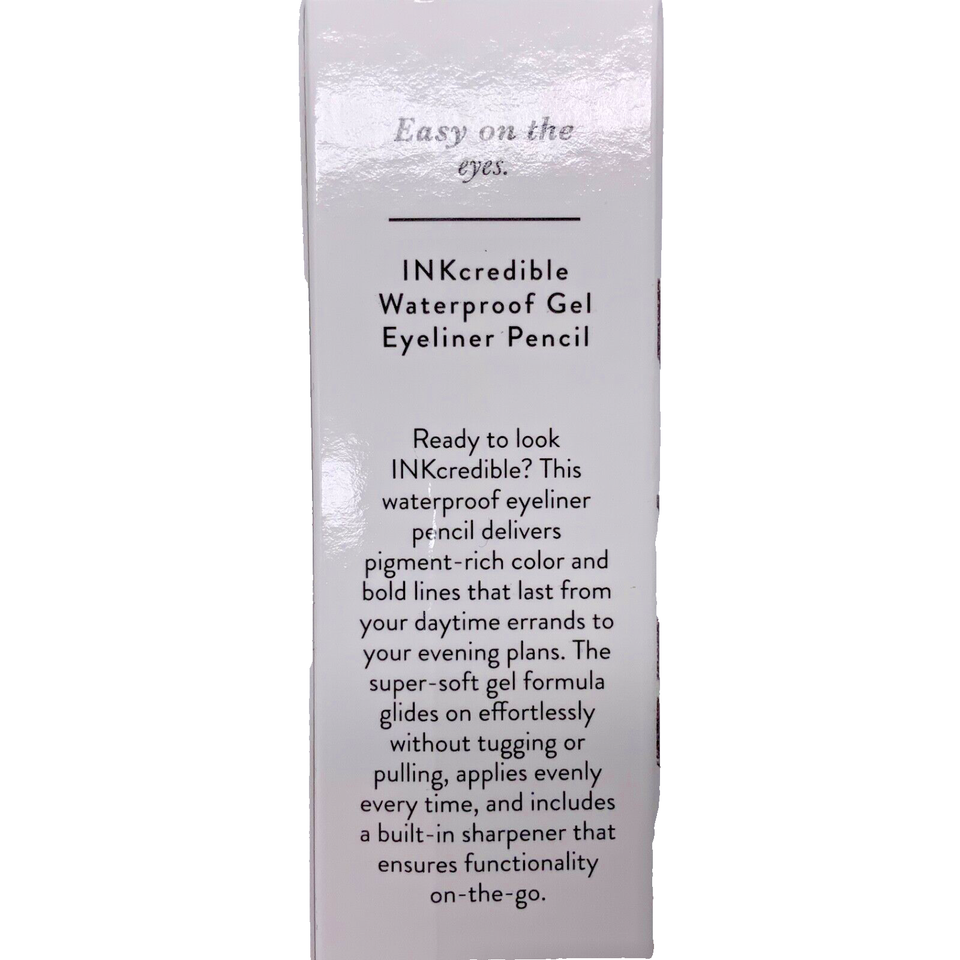 Easy on the
eyes.
INKcredible
Waterproof Gel
Eyeliner Pencil
Ready to look
INKcredible? This
waterproof eyeliner
pencil delivers
pigment-rich color and
bold lines that last from
your daytime errands to
your evening plans. The
super-soft gel formula
glides on effortlessly
without tugging or
pulling, applies evenly
every time, and includes
a built-in sharpener that
ensures functionality
on-the-go.